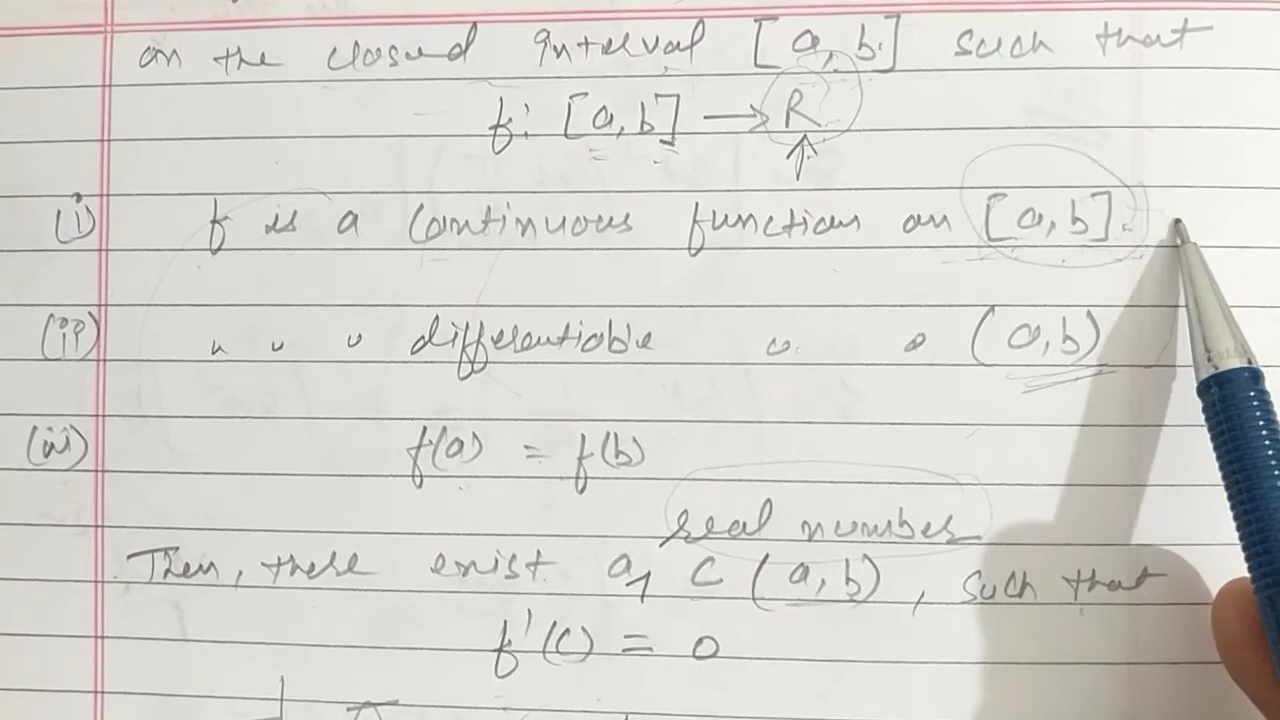 on the closed interval [a, b] such that
f: [a, b] → R
(i) f is a continuous function on [a, b].
(ii) " " " differentiable " " (a, b)
(iii) f(a) = f(b)
real number
Then, there exist a, c (a, b), such that
f'(c) = 0